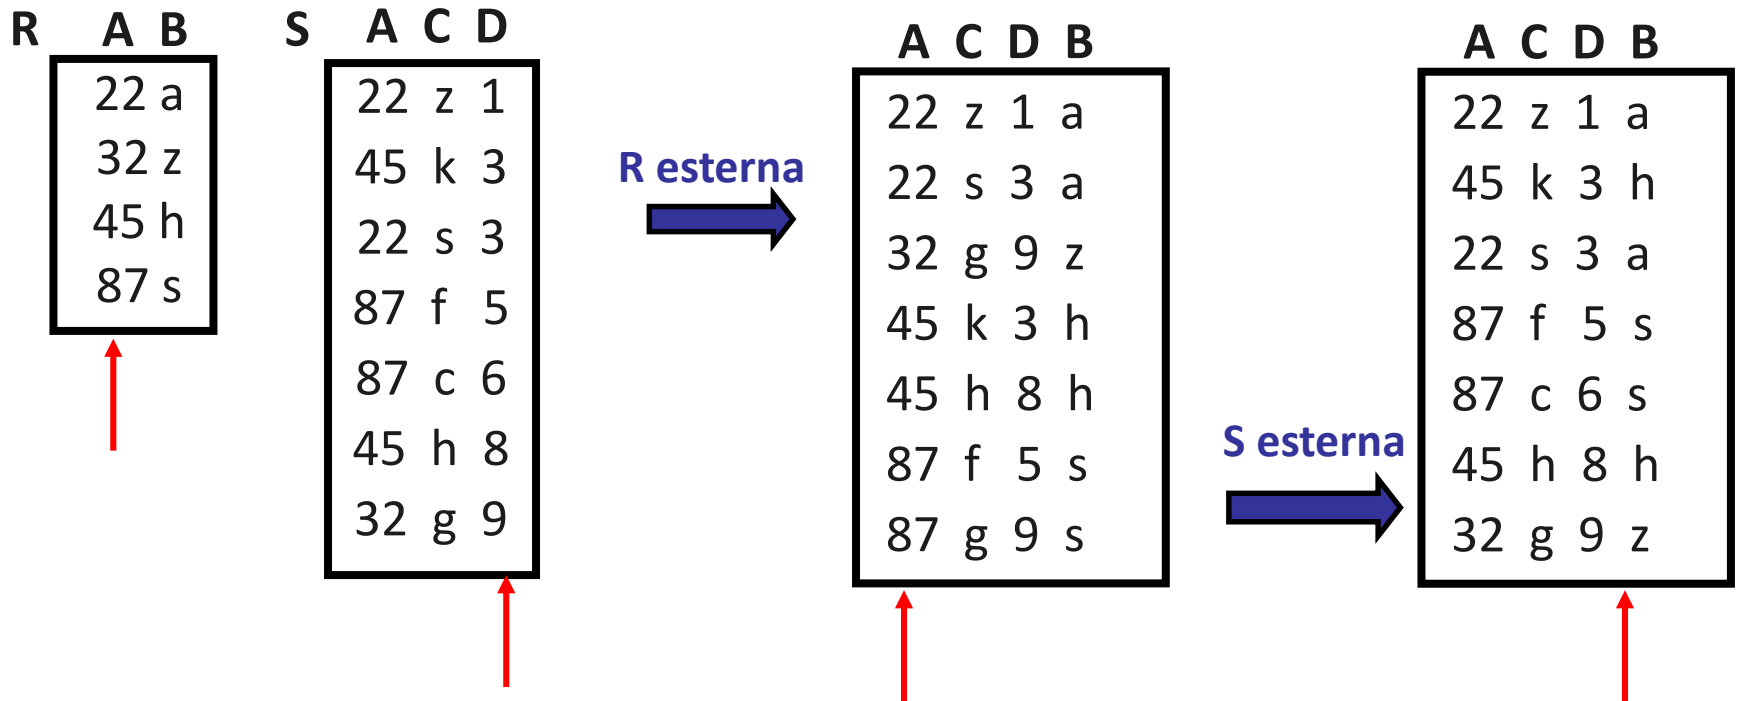 R A B
22 a
32 z
45 h
87 s
S A C D
22 z 1
45 k 3
22 s 3
87 f 5
87 c 6
45 h 8
32 g 9
R esterna
A C D B
22 z 1 a
22 s 3 a
32 g 9 z
45 k 3 h
45 h 8 h
87 f 5 s
87 g 9 s
S esterna
A C D B
22 z 1 a
45 k 3 h
22 s 3 a
87 f 5 s
87 c 6 s
45 h 8 h
32 g 9 z